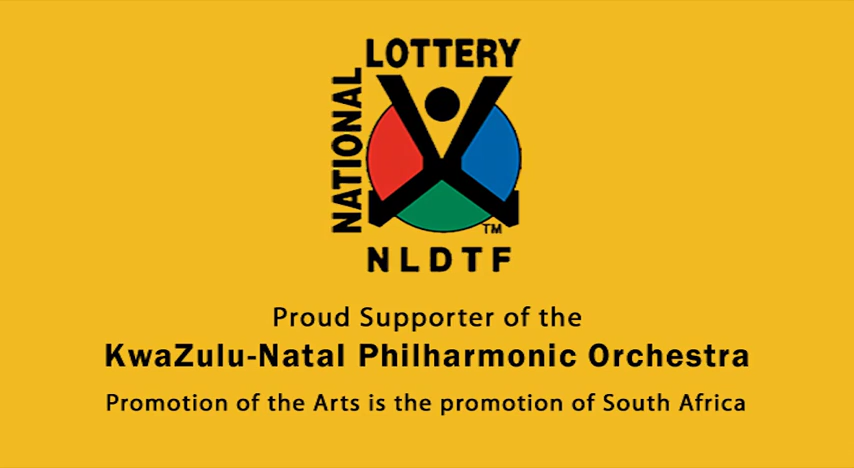 LOTTERY
NATIONAL
TM
NLDTF
Proud Supporter of the
KwaZulu-Natal Philharmonic Orchestra
Promotion of the Arts is the promotion of South Africa